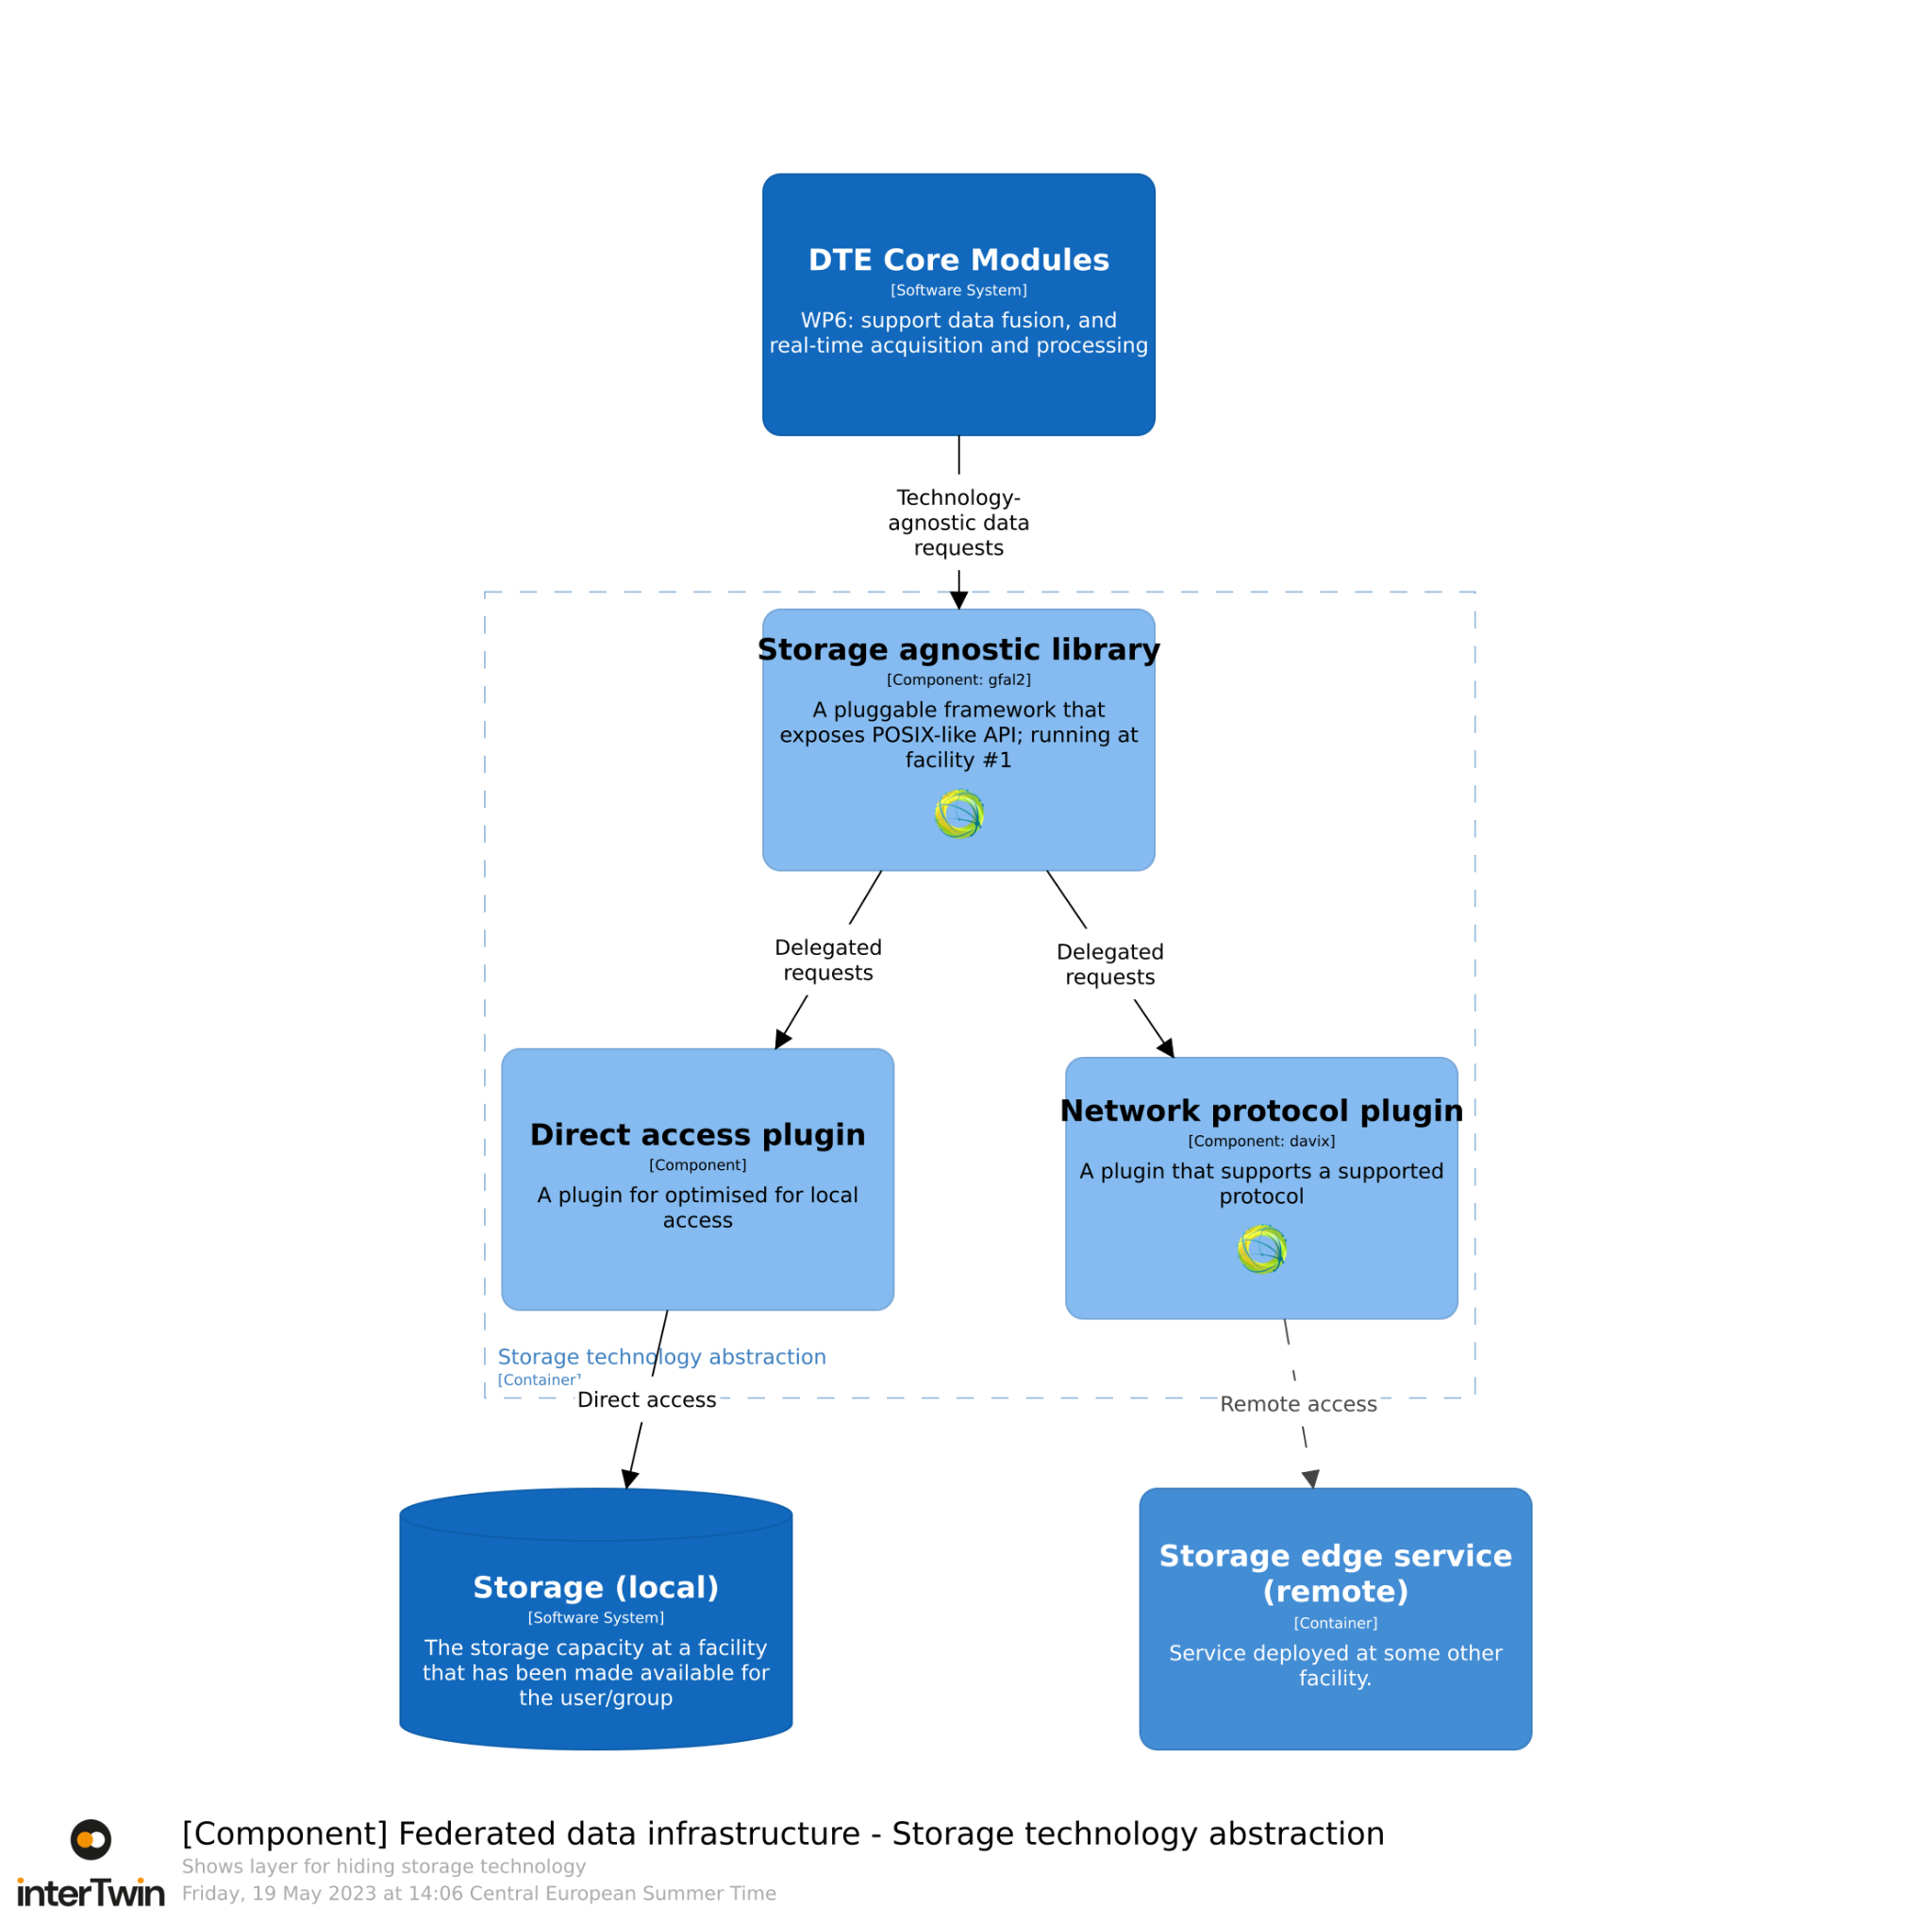 DTE Core Modules
[Software System]
WP6: support data fusion, and
real-time acquisition and processing
Technology-
agnostic data
requests
Storage agnostic library
[Component: gfal2]
A pluggable framework that
exposes POSIX-like API; running at
facility #1
Delegated
requests
Delegated
requests
Direct access plugin
[Component]
A plugin for optimised for local
access
Network protocol plugin
[Component: davix]
A plugin that supports a supported
protocol
Storage technology abstraction
[Container]
Direct access
Remote access
Storage (local)
[Software System]
The storage capacity at a facility
that has been made available for
the user/group
Storage edge service
(remote)
[Container]
Service deployed at some other
facility.
[Component] Federated data infrastructure - Storage technology abstraction
Shows layer for hiding storage technology
Friday, 19 May 2023 at 14:06 Central European Summer Time
interTwin